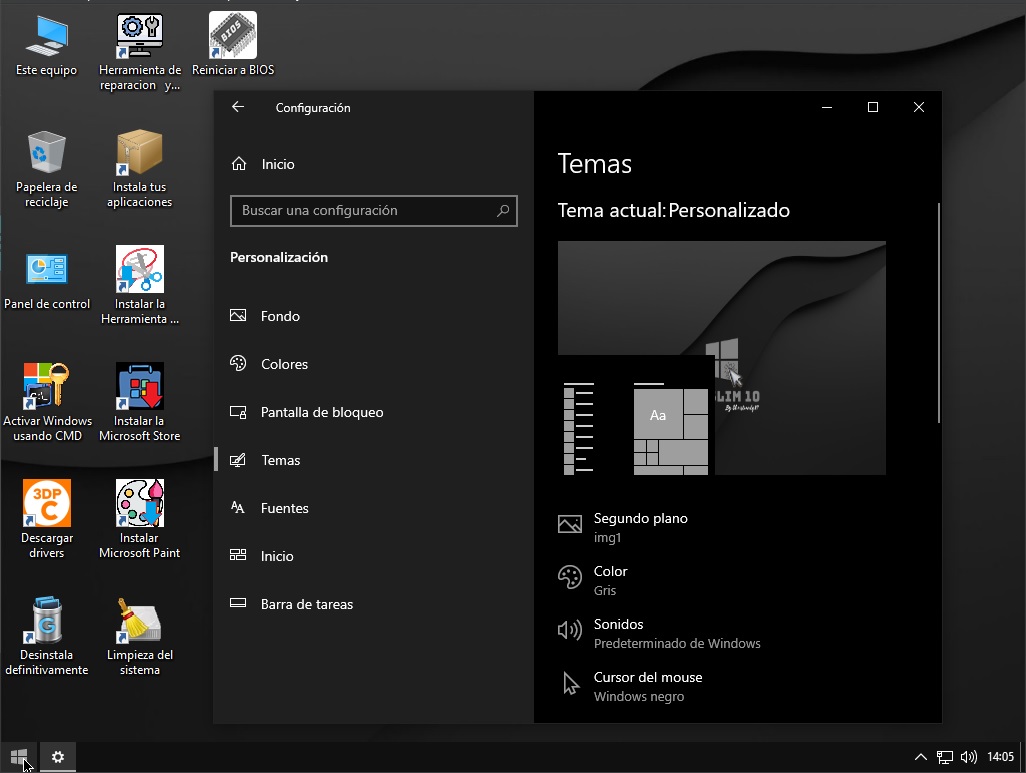 Este equipo
Herramienta de
reparacion y...
BIOS
Reiniciar a BIOS
Papelera de
reciclaje
Instala tus
aplicaciones
Panel de control
Instalar la
Herramienta ...
Activar Windows
usando CMD
Instalar la
Microsoft Store
3DP
C
Descargar
drivers
Instalar
Microsoft Paint
G
Desinstala
definitivamente
Limpieza del
sistema
Configuración
Inicio
Buscar una configuración
Personalización
Fondo
Colores
Pantalla de bloqueo
Temas
Fuentes
Inicio
Barra de tareas
Temas
Tema actual: Personalizado
Aa
SLIM 10
Segundo plano
img1
Color
Gris
Sonidos
Predeterminado de Windows
Cursor del mouse
Windows negro
14:05